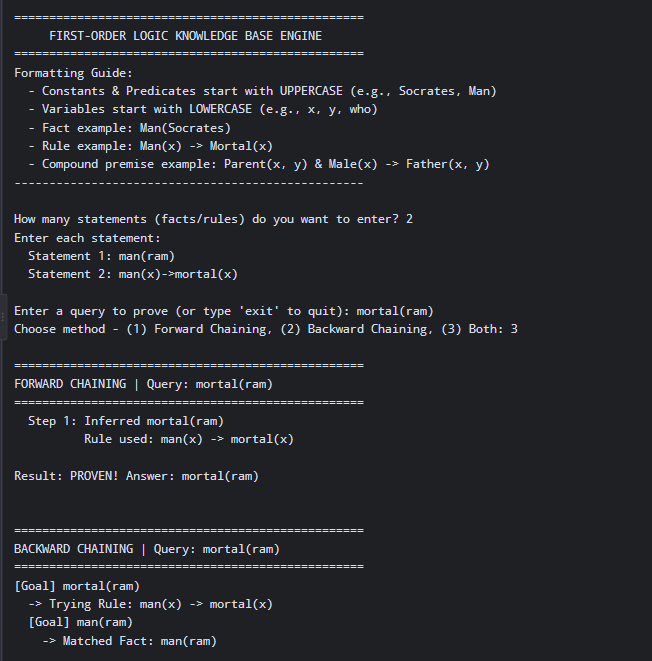 ==================================================
     FIRST-ORDER LOGIC KNOWLEDGE BASE ENGINE
==================================================
Formatting Guide:
  - Constants & Predicates start with UPPERCASE (e.g., Socrates, Man)
  - Variables start with LOWERCASE (e.g., x, y, who)
  - Fact example: Man(Socrates)
  - Rule example: Man(x) -> Mortal(x)
  - Compound premise example: Parent(x, y) & Male(x) -> Father(x, y)
--------------------------------------------------

How many statements (facts/rules) do you want to enter? 2
Enter each statement:
  Statement 1: man(ram)
  Statement 2: man(x)->mortal(x)

Enter a query to prove (or type 'exit' to quit): mortal(ram)
Choose method - (1) Forward Chaining, (2) Backward Chaining, (3) Both: 3

==================================================
FORWARD CHAINING | Query: mortal(ram)
==================================================
  Step 1: Inferred mortal(ram)
          Rule used: man(x) -> mortal(x)

Result: PROVEN! Answer: mortal(ram)


==================================================
BACKWARD CHAINING | Query: mortal(ram)
==================================================
[Goal] mortal(ram)
  -> Trying Rule: man(x) -> mortal(x)
  [Goal] man(ram)
    -> Matched Fact: man(ram)